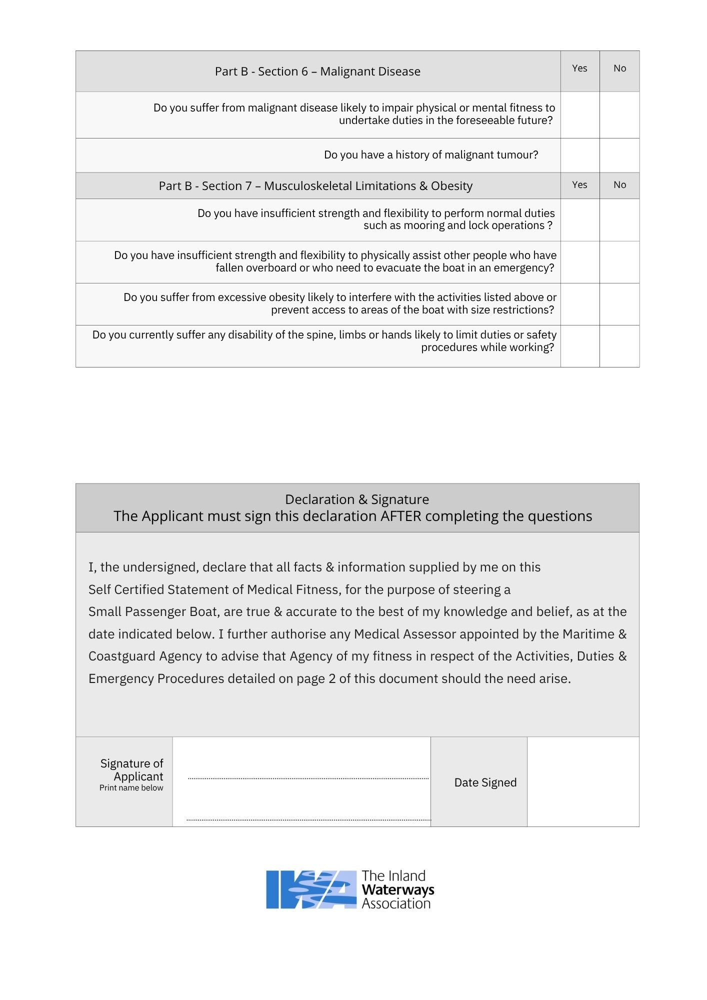 Part B - Section 6 – Malignant Disease Yes No
Do you suffer from malignant disease likely to impair physical or mental fitness to
undertake duties in the foreseeable future?
Do you have a history of malignant tumour?
Part B - Section 7 – Musculoskeletal Limitations & Obesity Yes No
Do you have insufficient strength and flexibility to perform normal duties
such as mooring and lock operations ?
Do you have insufficient strength and flexibility to physically assist other people who have
fallen overboard or who need to evacuate the boat in an emergency?
Do you suffer from excessive obesity likely to interfere with the activities listed above or
prevent access to areas of the boat with size restrictions?
Do you currently suffer any disability of the spine, limbs or hands likely to limit duties or safety
procedures while working?
Declaration & Signature
The Applicant must sign this declaration AFTER completing the questions
I, the undersigned, declare that all facts & information supplied by me on this
Self Certified Statement of Medical Fitness, for the purpose of steering a
Small Passenger Boat, are true & accurate to the best of my knowledge and belief, as at the
date indicated below. I further authorise any Medical Assessor appointed by the Maritime &
Coastguard Agency to advise that Agency of my fitness in respect of the Activities, Duties &
Emergency Procedures detailed on page 2 of this document should the need arise.
Signature of
Applicant
Print name below
Date Signed
IWA
The Inland
Waterways
Association